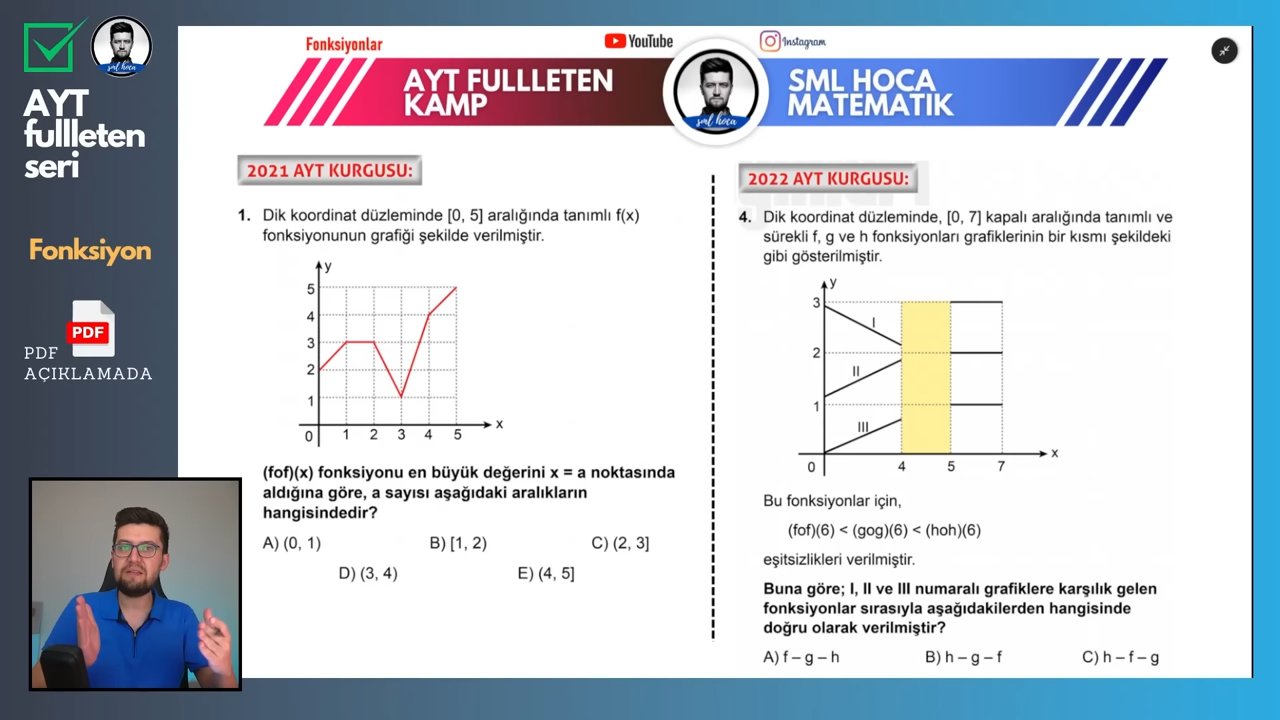 AYT
fullleten
seri
Fonksiyon
PDF
PDF
AÇIKLAMADA
sml hoca
Fonksiyonlar
YouTube
Instagram
AYT FULLLETEN
KAMP
sml hoca
SML HOCA
MATEMATIK
2021 AYT KURGUSU:
1. Dik koordinat düzleminde [0, 5] aralığında tanımlı f(x)
fonksiyonunun grafiği şekilde verilmiştir.
y
5
4
3
2
1
0 1 2 3 4 5 x
(fof)(x) fonksiyonu en büyük değerini x = a noktasında
aldığına göre, a sayısı aşağıdaki aralıkların
hangisindedir?
A) (0, 1) B) [1, 2) C) (2, 3]
D) (3, 4) E) (4, 5]
2022 AYT KURGUSU:
4. Dik koordinat düzleminde, [0, 7] kapalı aralığında tanımlı ve
sürekli f, g ve h fonksiyonları grafiklerinin bir kısmı şekildeki
gibi gösterilmiştir.
y
3
I
2
II
1
III
0 4 5 7 x
Bu fonksiyonlar için,
(fof)(6) < (gog)(6) < (hoh)(6)
eşitsizlikleri verilmiştir.
Buna göre; I, II ve III numaralı grafiklere karşılık gelen
fonksiyonlar sırasıyla aşağıdakilerden hangisinde
doğru olarak verilmiştir?
A) f – g – h B) h – g – f C) h – f – g